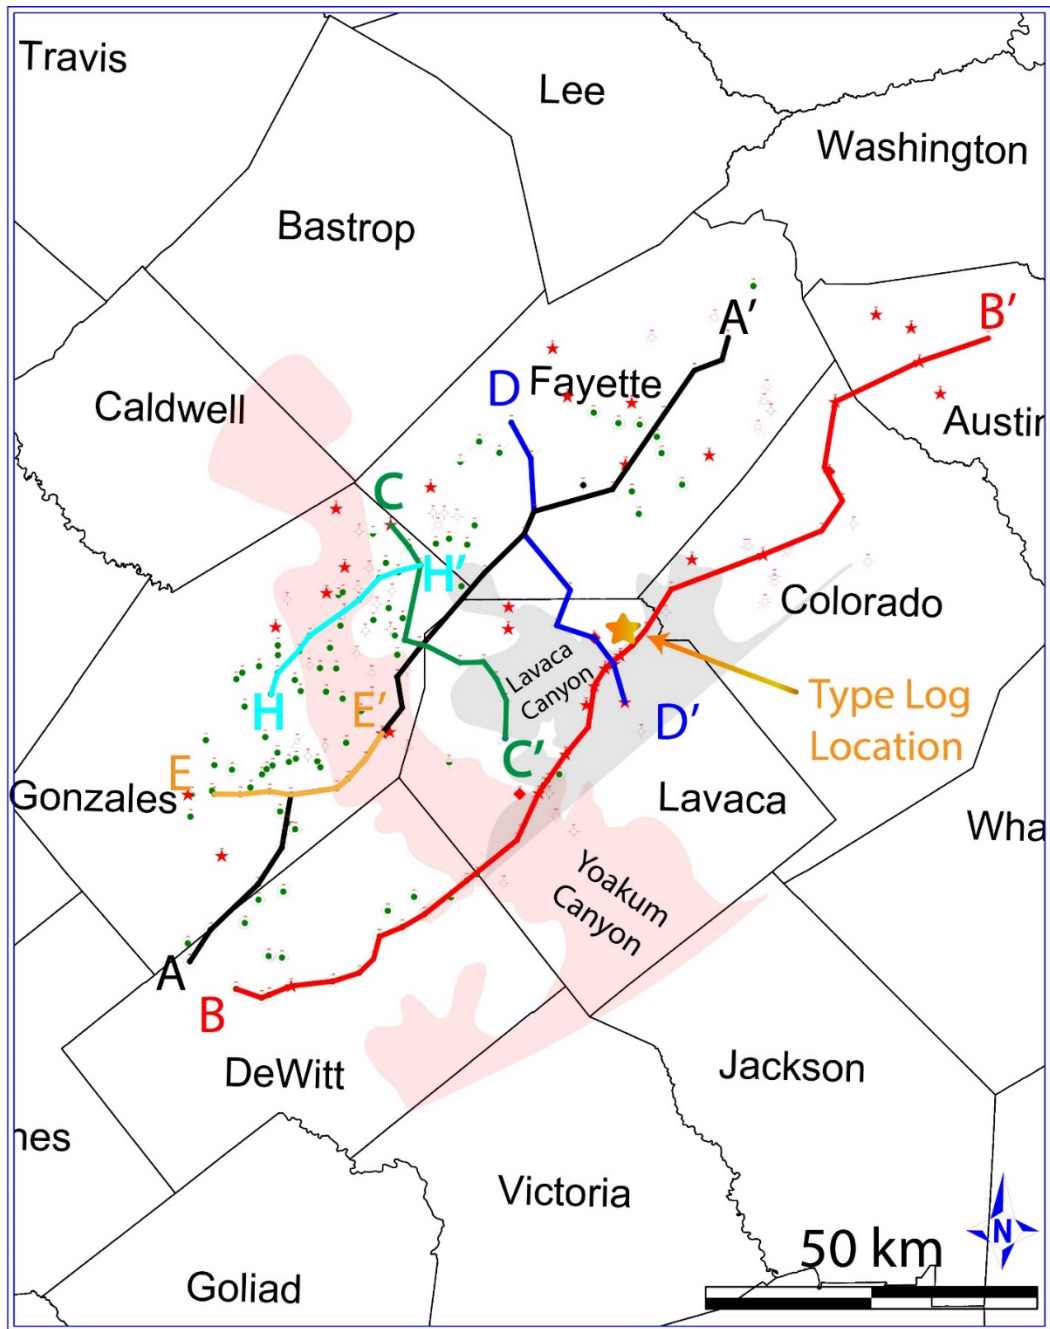 Travis
Lee
Washington
Bastrop
A’
B’
D
Fayette
Caldwell
Austin
C
H’
Colorado
Lavaca
Canyon
Type Log
Location
H
E’
D’
C’
E
Gonzales
Lavaca
Wha
Yoakum
Canyon
A
B
DeWitt
Jackson
nes
Victoria
N
50 km
Goliad